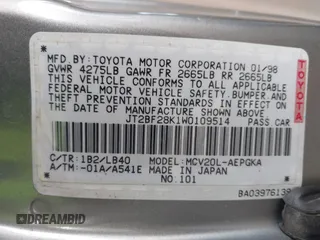 MFD. BY TOYOTA MOTOR CORPORATION 01/98
GVWR 4275LB GAWR FR 2665LB RR 2665LB
THIS VEHICLE CONFORMS TO ALL APPLICABLE
FEDERAL MOTOR VEHICLE SAFETY, BUMPER,
AND THEFT PREVENTION STANDARDS IN EFFECT
ON THE DATE OF MANUFACTURE SHOWN
ABOVE.
JT2BF28K1W0109514
PASS.CAR
C/TR: 1B2/LB40 MODEL: MCV20L-AEPGKA
A/TM: -01A/A541E MADE IN JAPAN
NO.101
BA03976139
TOYOTA